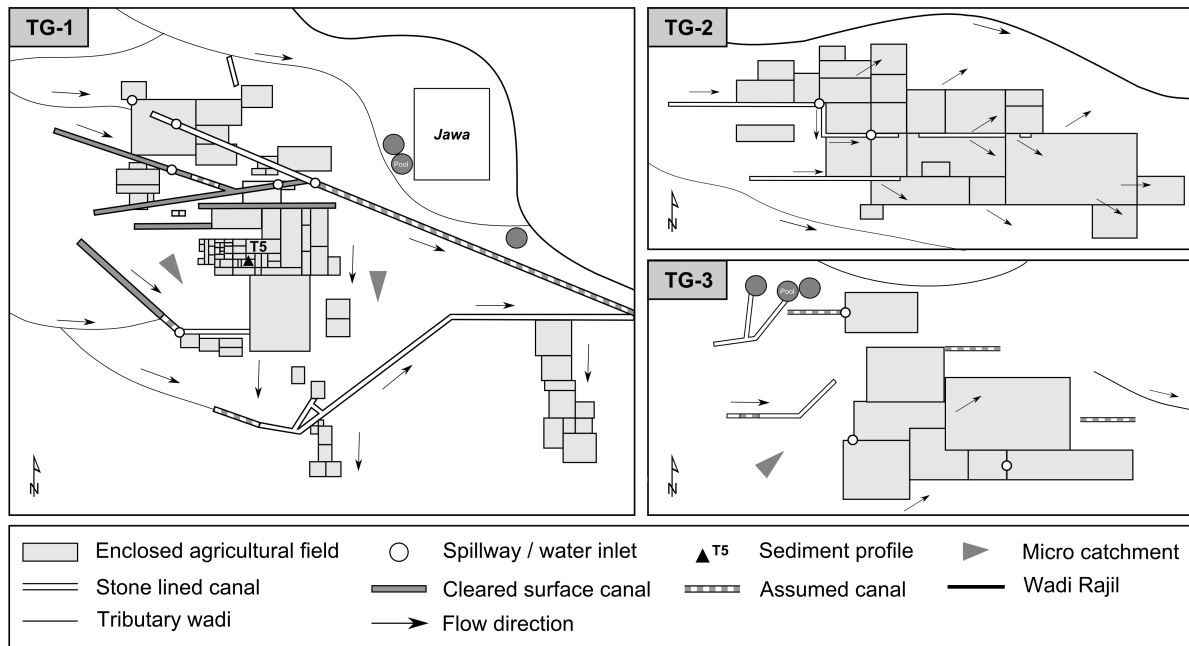 TG-1
Jawa
Pool
T5
N
TG-2
N
TG-3
Pool
N
Enclosed agricultural field
Spillway / water inlet
T5
Sediment profile
Micro catchment
Stone lined canal
Cleared surface canal
Assumed canal
Wadi Rajil
Tributary wadi
Flow direction